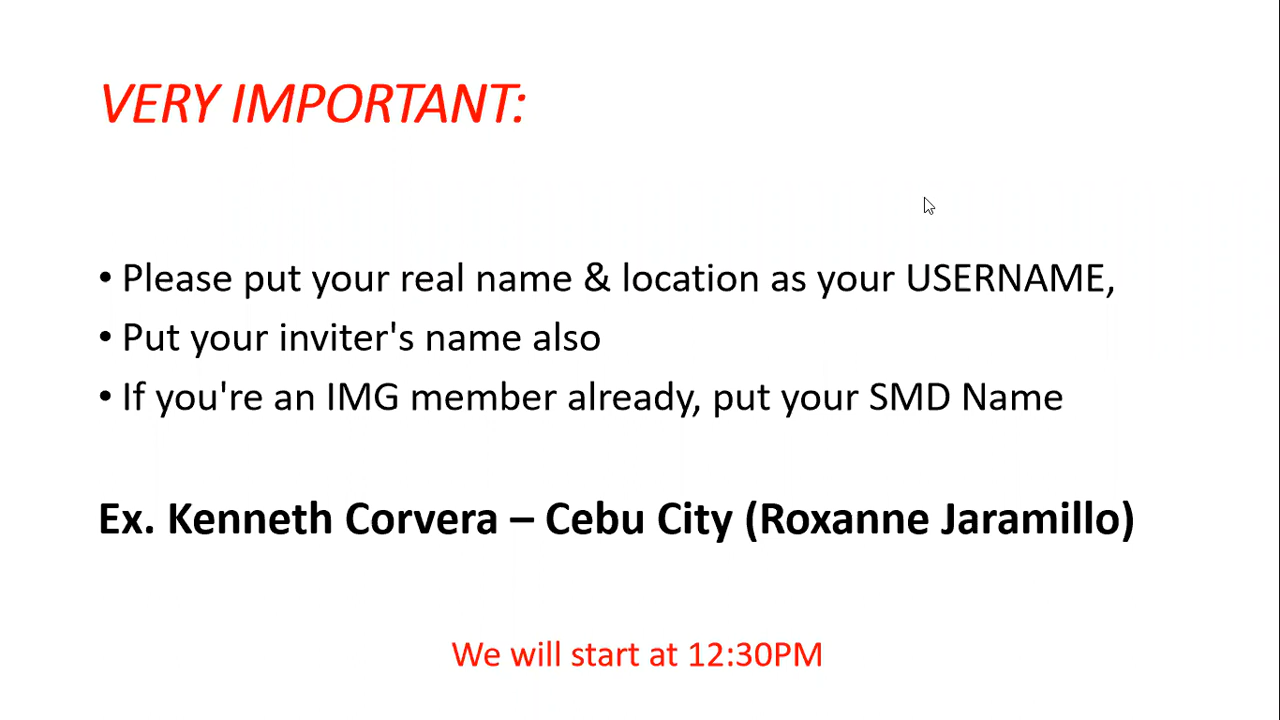 VERY IMPORTANT:
• Please put your real name & location as your USERNAME,
• Put your inviter's name also
• If you're an IMG member already, put your SMD Name
Ex. Kenneth Corvera – Cebu City (Roxanne Jaramillo)
We will start at 12:30PM